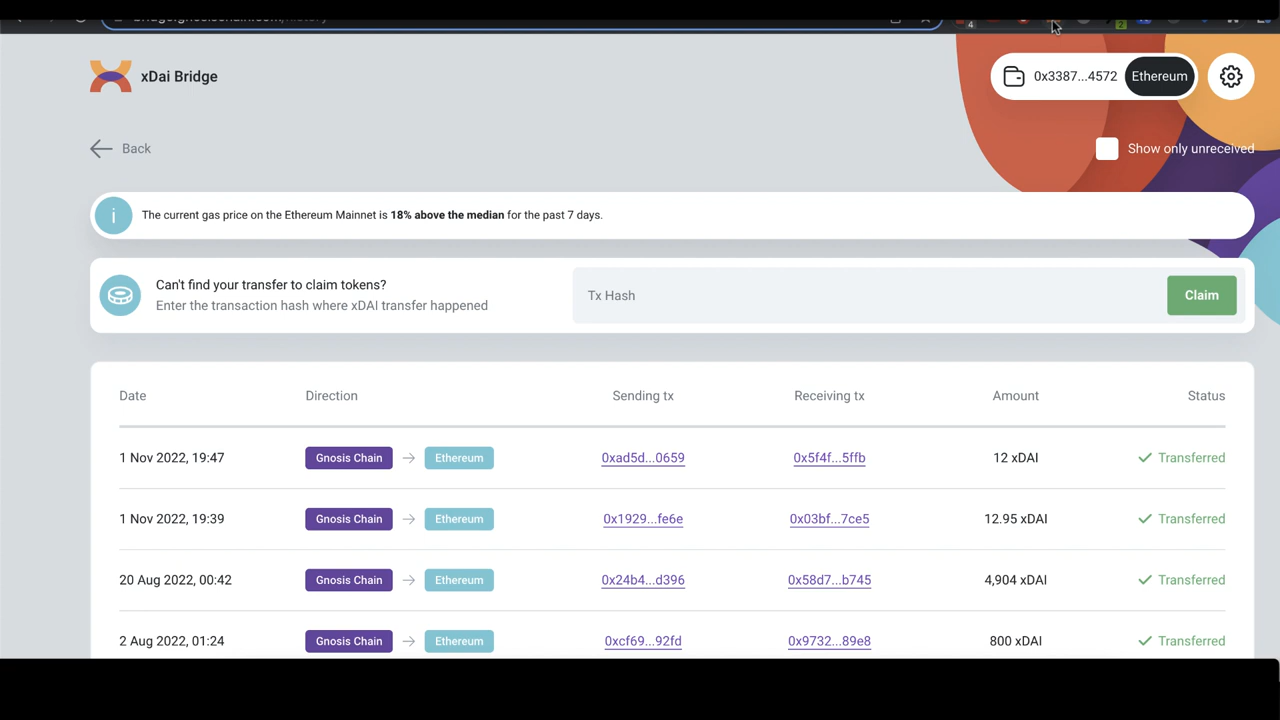 xDai Bridge
0x3387...4572
Ethereum
Back
Show only unreceived
i
The current gas price on the Ethereum Mainnet is 18% above the median for the past 7 days.
Can't find your transfer to claim tokens?
Enter the transaction hash where xDAI transfer happened
Tx Hash
Claim
Date Direction Sending tx Receiving tx Amount Status
1 Nov 2022, 19:47 Gnosis Chain → Ethereum 0xad5d...0659 0x5f4f...5ffb 12 xDAI Transferred
1 Nov 2022, 19:39 Gnosis Chain → Ethereum 0x1929...fe6e 0x03bf...7ce5 12.95 xDAI Transferred
20 Aug 2022, 00:42 Gnosis Chain → Ethereum 0x24b4...d396 0x58d7...b745 4,904 xDAI Transferred
2 Aug 2022, 01:24 Gnosis Chain → Ethereum 0xcf69...92fd 0x9732...89e8 800 xDAI Transferred